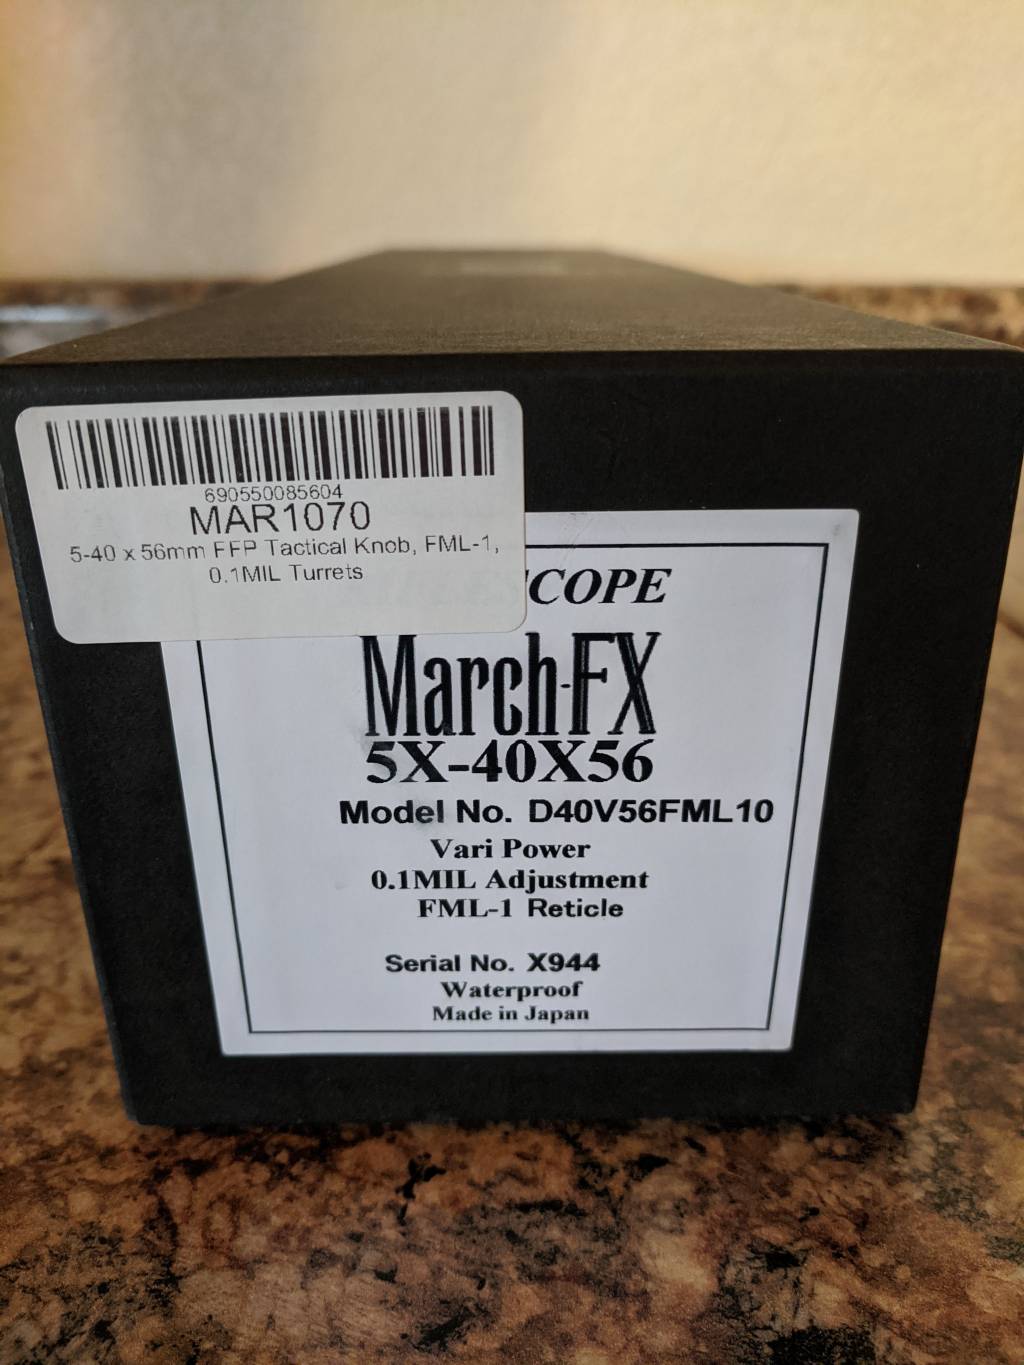 690550085604
MAR1070
5-40 x 56mm FFP Tactical Knob, FML-1,
0.1MIL Turrets
COPE
March-FX
5X-40X56
Model No. D40V56FML10
Vari Power
0.1MIL Adjustment
FML-1 Reticle
Serial No. X944
Waterproof
Made in Japan